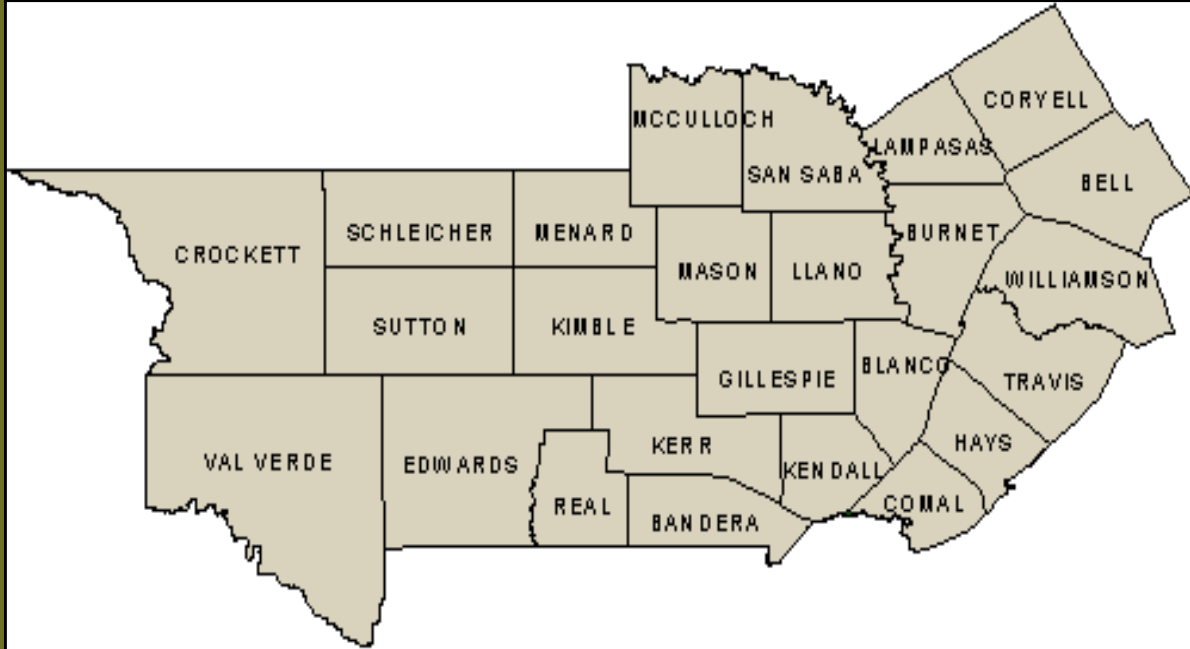 CORYELL
MCCULLOCH
LAMPASAS
SAN SABA
BELL
SCHLEICHER
MENARD
BURNET
CROCKETT
MASON
LLANO
WILLIAMSON
SUTTON
KIMBLE
BLANCO
GILLESPIE
TRAVIS
KERR
HAYS
VAL VERDE
EDWARDS
KENDALL
COMAL
REAL
BANDERA